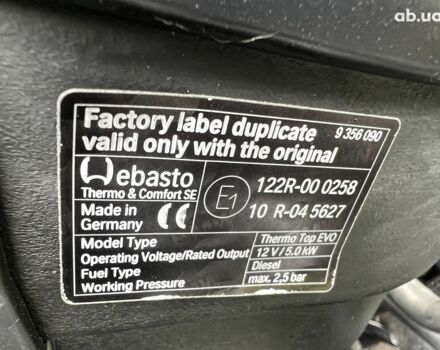 ab.ua
Factory label duplicate 9 356 090
valid only with the original
Webasto
Thermo & Comfort SE
E1
122R-00 0258
10 R-04 5627
Made in
Germany
CE
Model Type Thermo Top EVO
Operating Voltage/Rated Output 12 V / 5,0 kW
Fuel Type Diesel
Working Pressure max. 2,5 bar